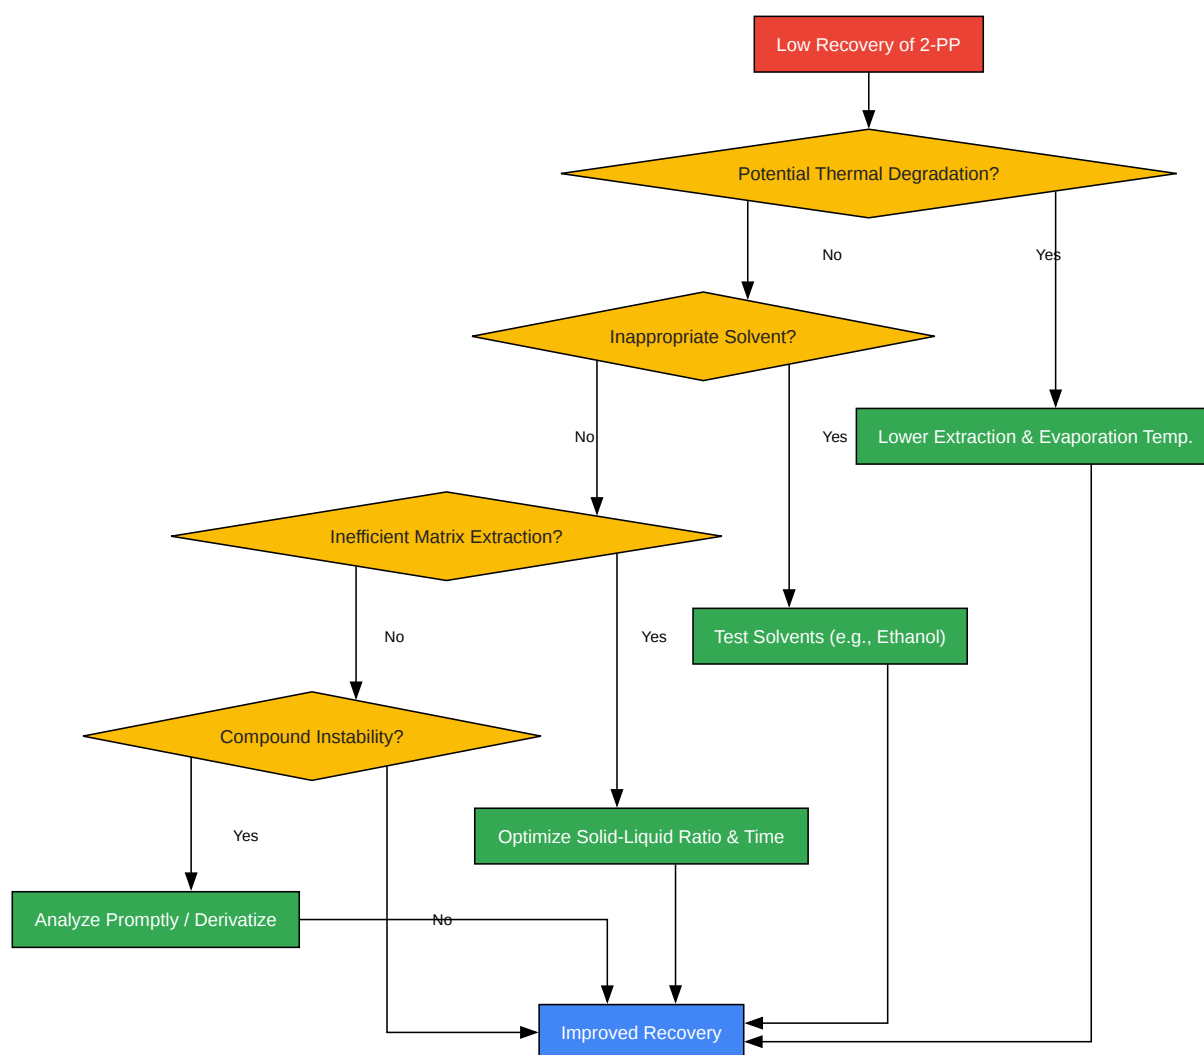 Low Recovery of 2-PP
Potential Thermal Degradation?
No
Yes
Inappropriate Solvent?
No
Yes
Lower Extraction & Evaporation Temp.
Inefficient Matrix Extraction?
No
Yes
Test Solvents (e.g., Ethanol)
Compound Instability?
Yes
Optimize Solid-Liquid Ratio & Time
Analyze Promptly / Derivatize
No
Improved Recovery